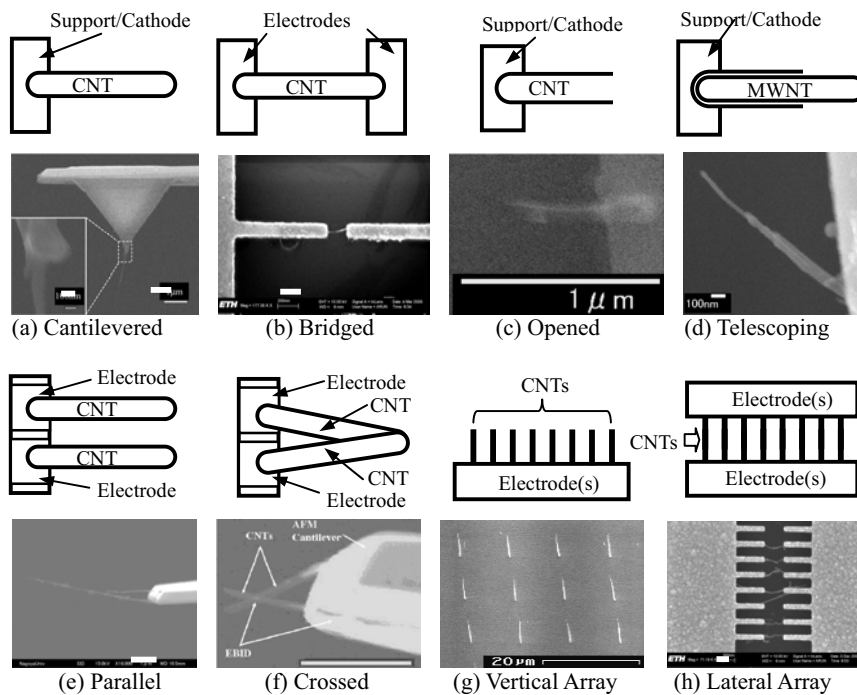 Support/Cathode
CNT
Electrodes
CNT
Support/Cathode
CNT
Support/Cathode
MWNT
ETH
1 μm
100nm
(a) Cantilevered
(b) Bridged
(c) Opened
(d) Telescoping
Electrode
CNT
CNT
Electrode
Electrode
CNT
CNT
Electrode
CNTs
Electrode(s)
Electrode(s)
CNTs
Electrode(s)
CNTs
AFM
Cantilever
EBID
20 μm
ETH
(e) Parallel
(f) Crossed
(g) Vertical Array
(h) Lateral Array